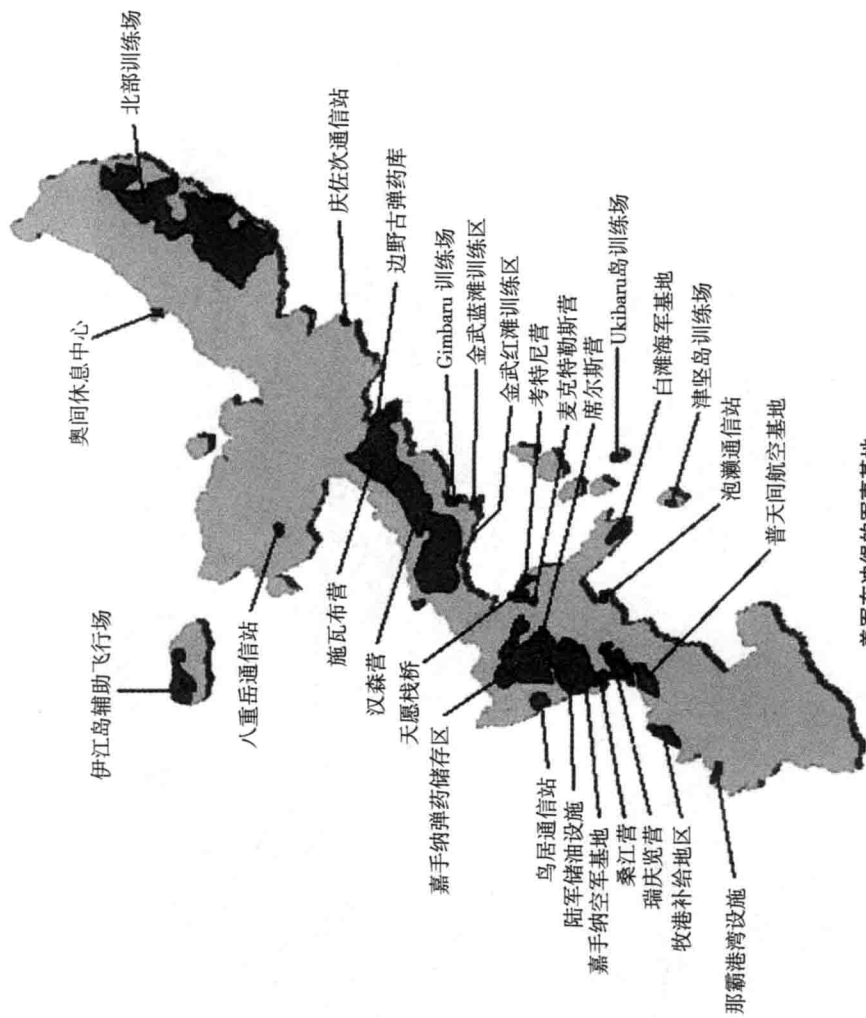 北部训练场
奥间休息中心
庆佐次通信站
伊江岛辅助飞行场
八重岳通信站
边野古弹药库
施瓦布营
汉森营
Gimbaru 训练场
金武蓝滩训练区
金武红滩训练区
天愿栈桥
考特尼营
麦克特勒斯营
席尔斯营
嘉手纳弹药储存区
Ukibaru岛训练场
白滩海军基地
津坚岛训练场
鸟居通信站
陆军储油设施
嘉手纳空军基地
桑江营
瑞庆览营
牧港补给地区
泡濑通信站
普天间航空基地
那霸港湾设施